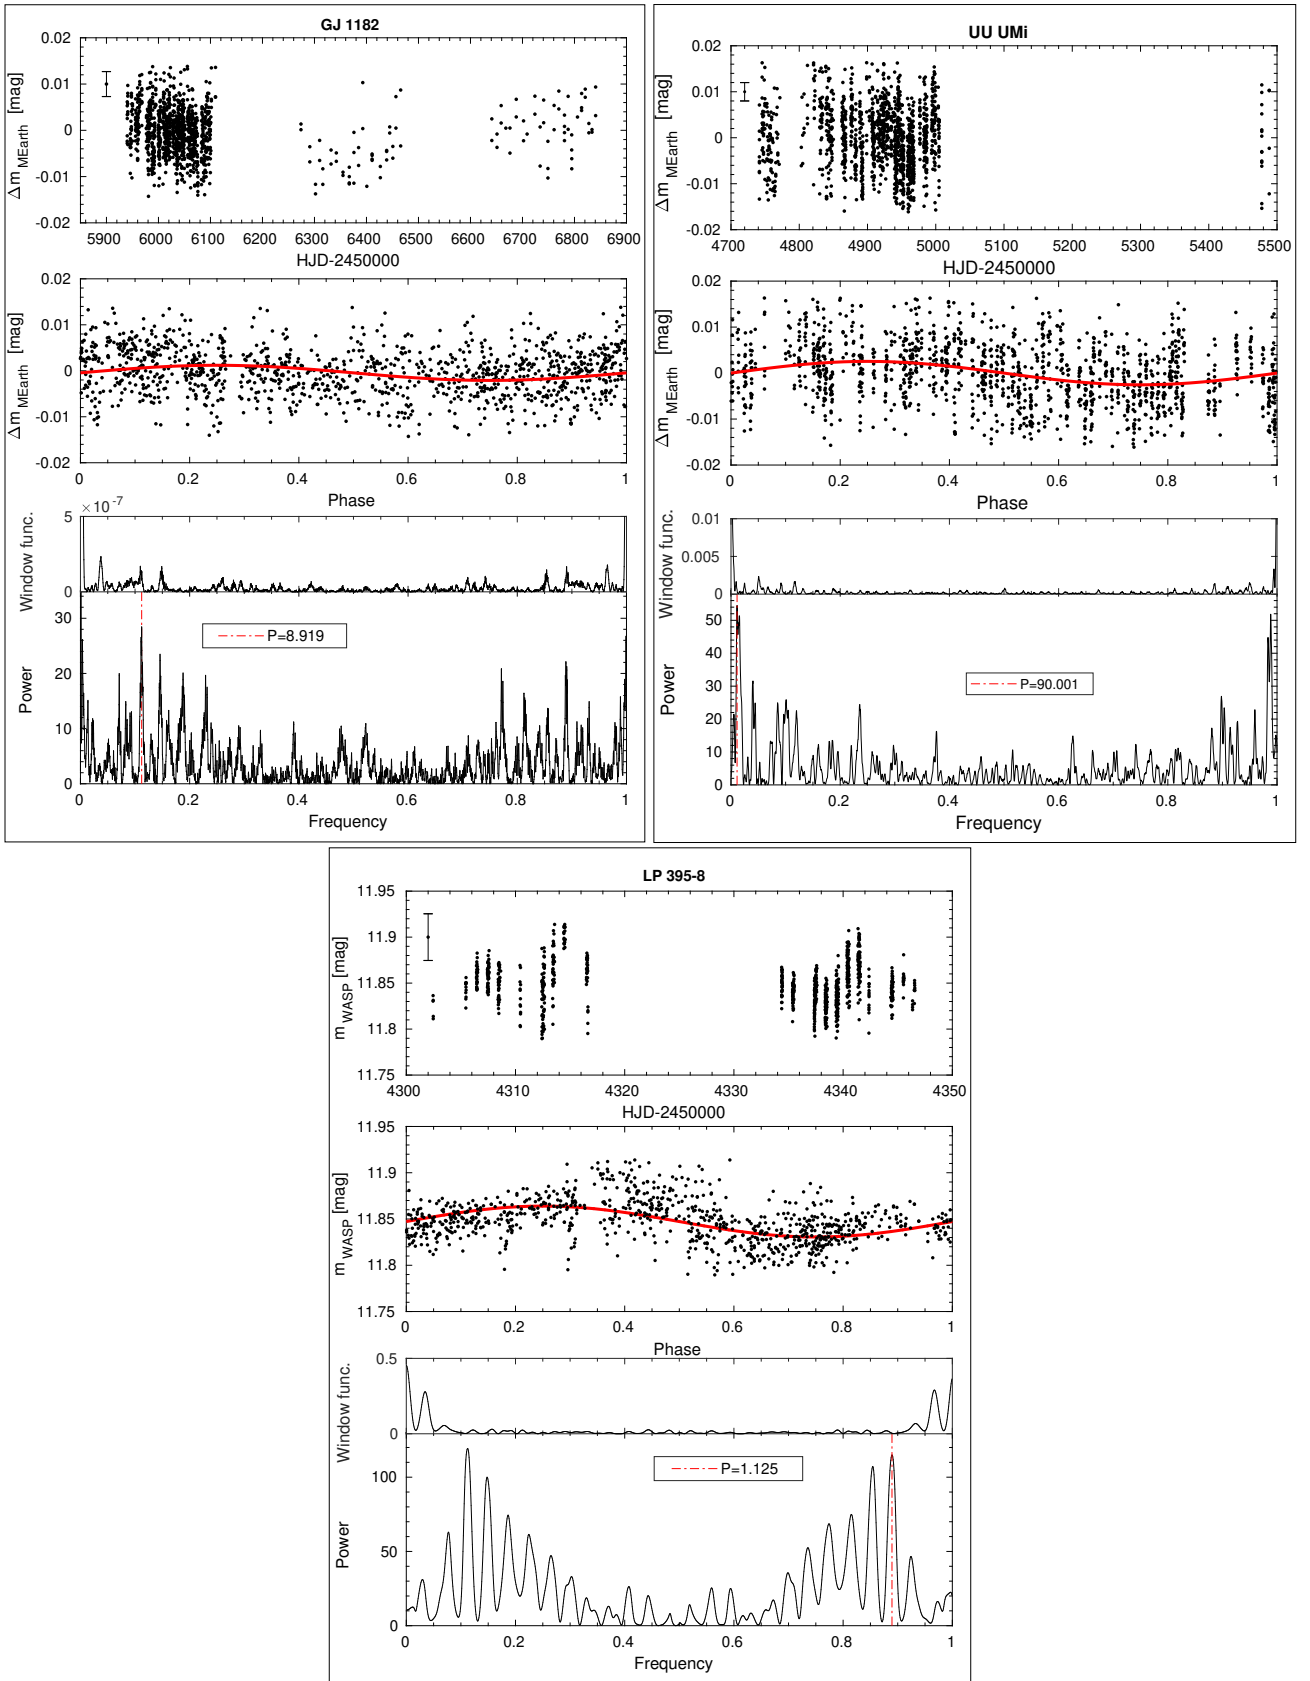 GJ 1182
0.02
0.01
0
-0.01
-0.02
Δm MEarth [mag]
5900 6000 6100 6200 6300 6400 6500 6600 6700 6800 6900
HJD-2450000
0.02
0.01
0
-0.01
-0.02
Δm MEarth [mag]
0 0.2 0.4 0.6 0.8 1
Phase
×10 -7
5
0
Window func.
30
20
10
0
Power
P=8.919
0 0.2 0.4 0.6 0.8 1
Frequency
UU UMi
0.02
0.01
0
-0.01
-0.02
Δm MEarth [mag]
4700 4800 4900 5000 5100 5200 5300 5400 5500
HJD-2450000
0.02
0.01
0
-0.01
-0.02
Δm MEarth [mag]
0 0.2 0.4 0.6 0.8 1
Phase
0.01
0.005
0
Window func.
50
40
30
20
10
0
Power
P=90.001
0 0.2 0.4 0.6 0.8 1
Frequency
LP 395-8
11.95
11.9
11.85
11.8
11.75
m WASP [mag]
4300 4310 4320 4330 4340 4350
HJD-2450000
11.95
11.9
11.85
11.8
11.75
m WASP [mag]
0 0.2 0.4 0.6 0.8 1
Phase
0.5
0
Window func.
100
50
0
Power
P=1.125
0 0.2 0.4 0.6 0.8 1
Frequency